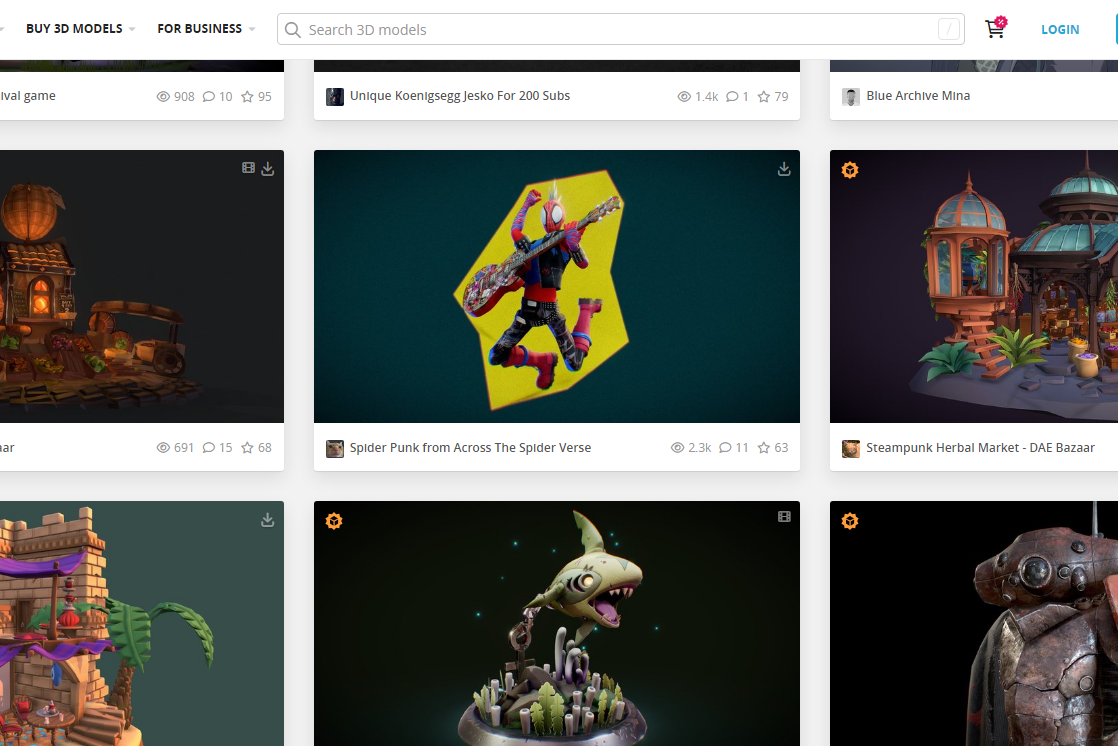 BUY 3D MODELS
FOR BUSINESS
Search 3D models
/
%
LOGIN
ival game
908
10
95
Unique Koenigsegg Jesko For 200 Subs
1.4k
1
79
Blue Archive Mina
aar
691
15
68
Spider Punk from Across The Spider Verse
2.3k
11
63
Steampunk Herbal Market - DAE Bazaar